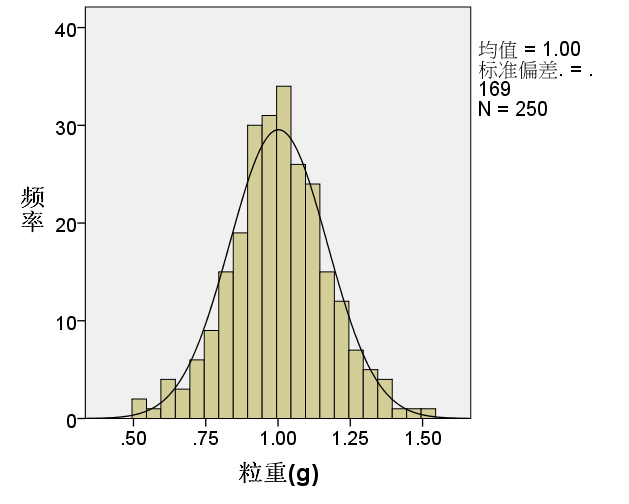 均值 = 1.00
标准偏差. = .
169
N = 250
频
率
40
30
20
10
0
.50 .75 1.00 1.25 1.50
粒重(g)